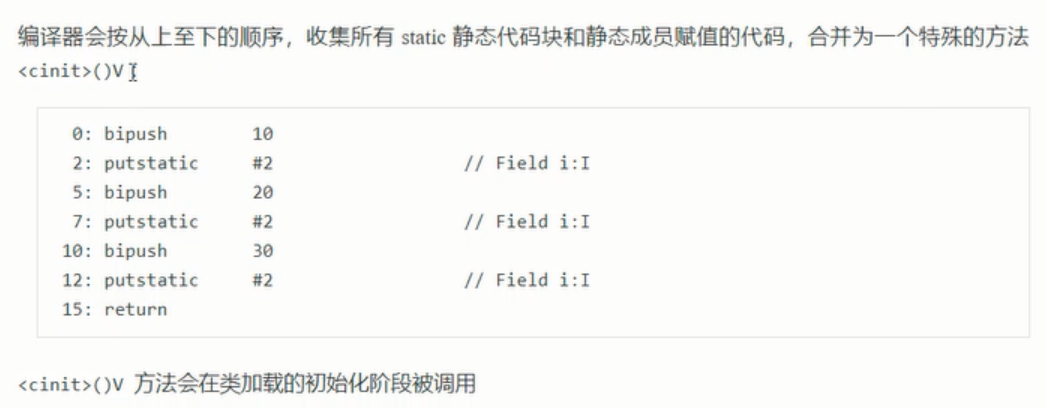 编译器会按从上至下的顺序，收集所有 static 静态代码块和静态成员赋值的代码，合并为一个特殊的方法
<cinit>()V
0: bipush 10
2: putstatic #2 // Field i:I
5: bipush 20
7: putstatic #2 // Field i:I
10: bipush 30
12: putstatic #2 // Field i:I
15: return
<cinit>()V 方法会在类加载的初始化阶段被调用